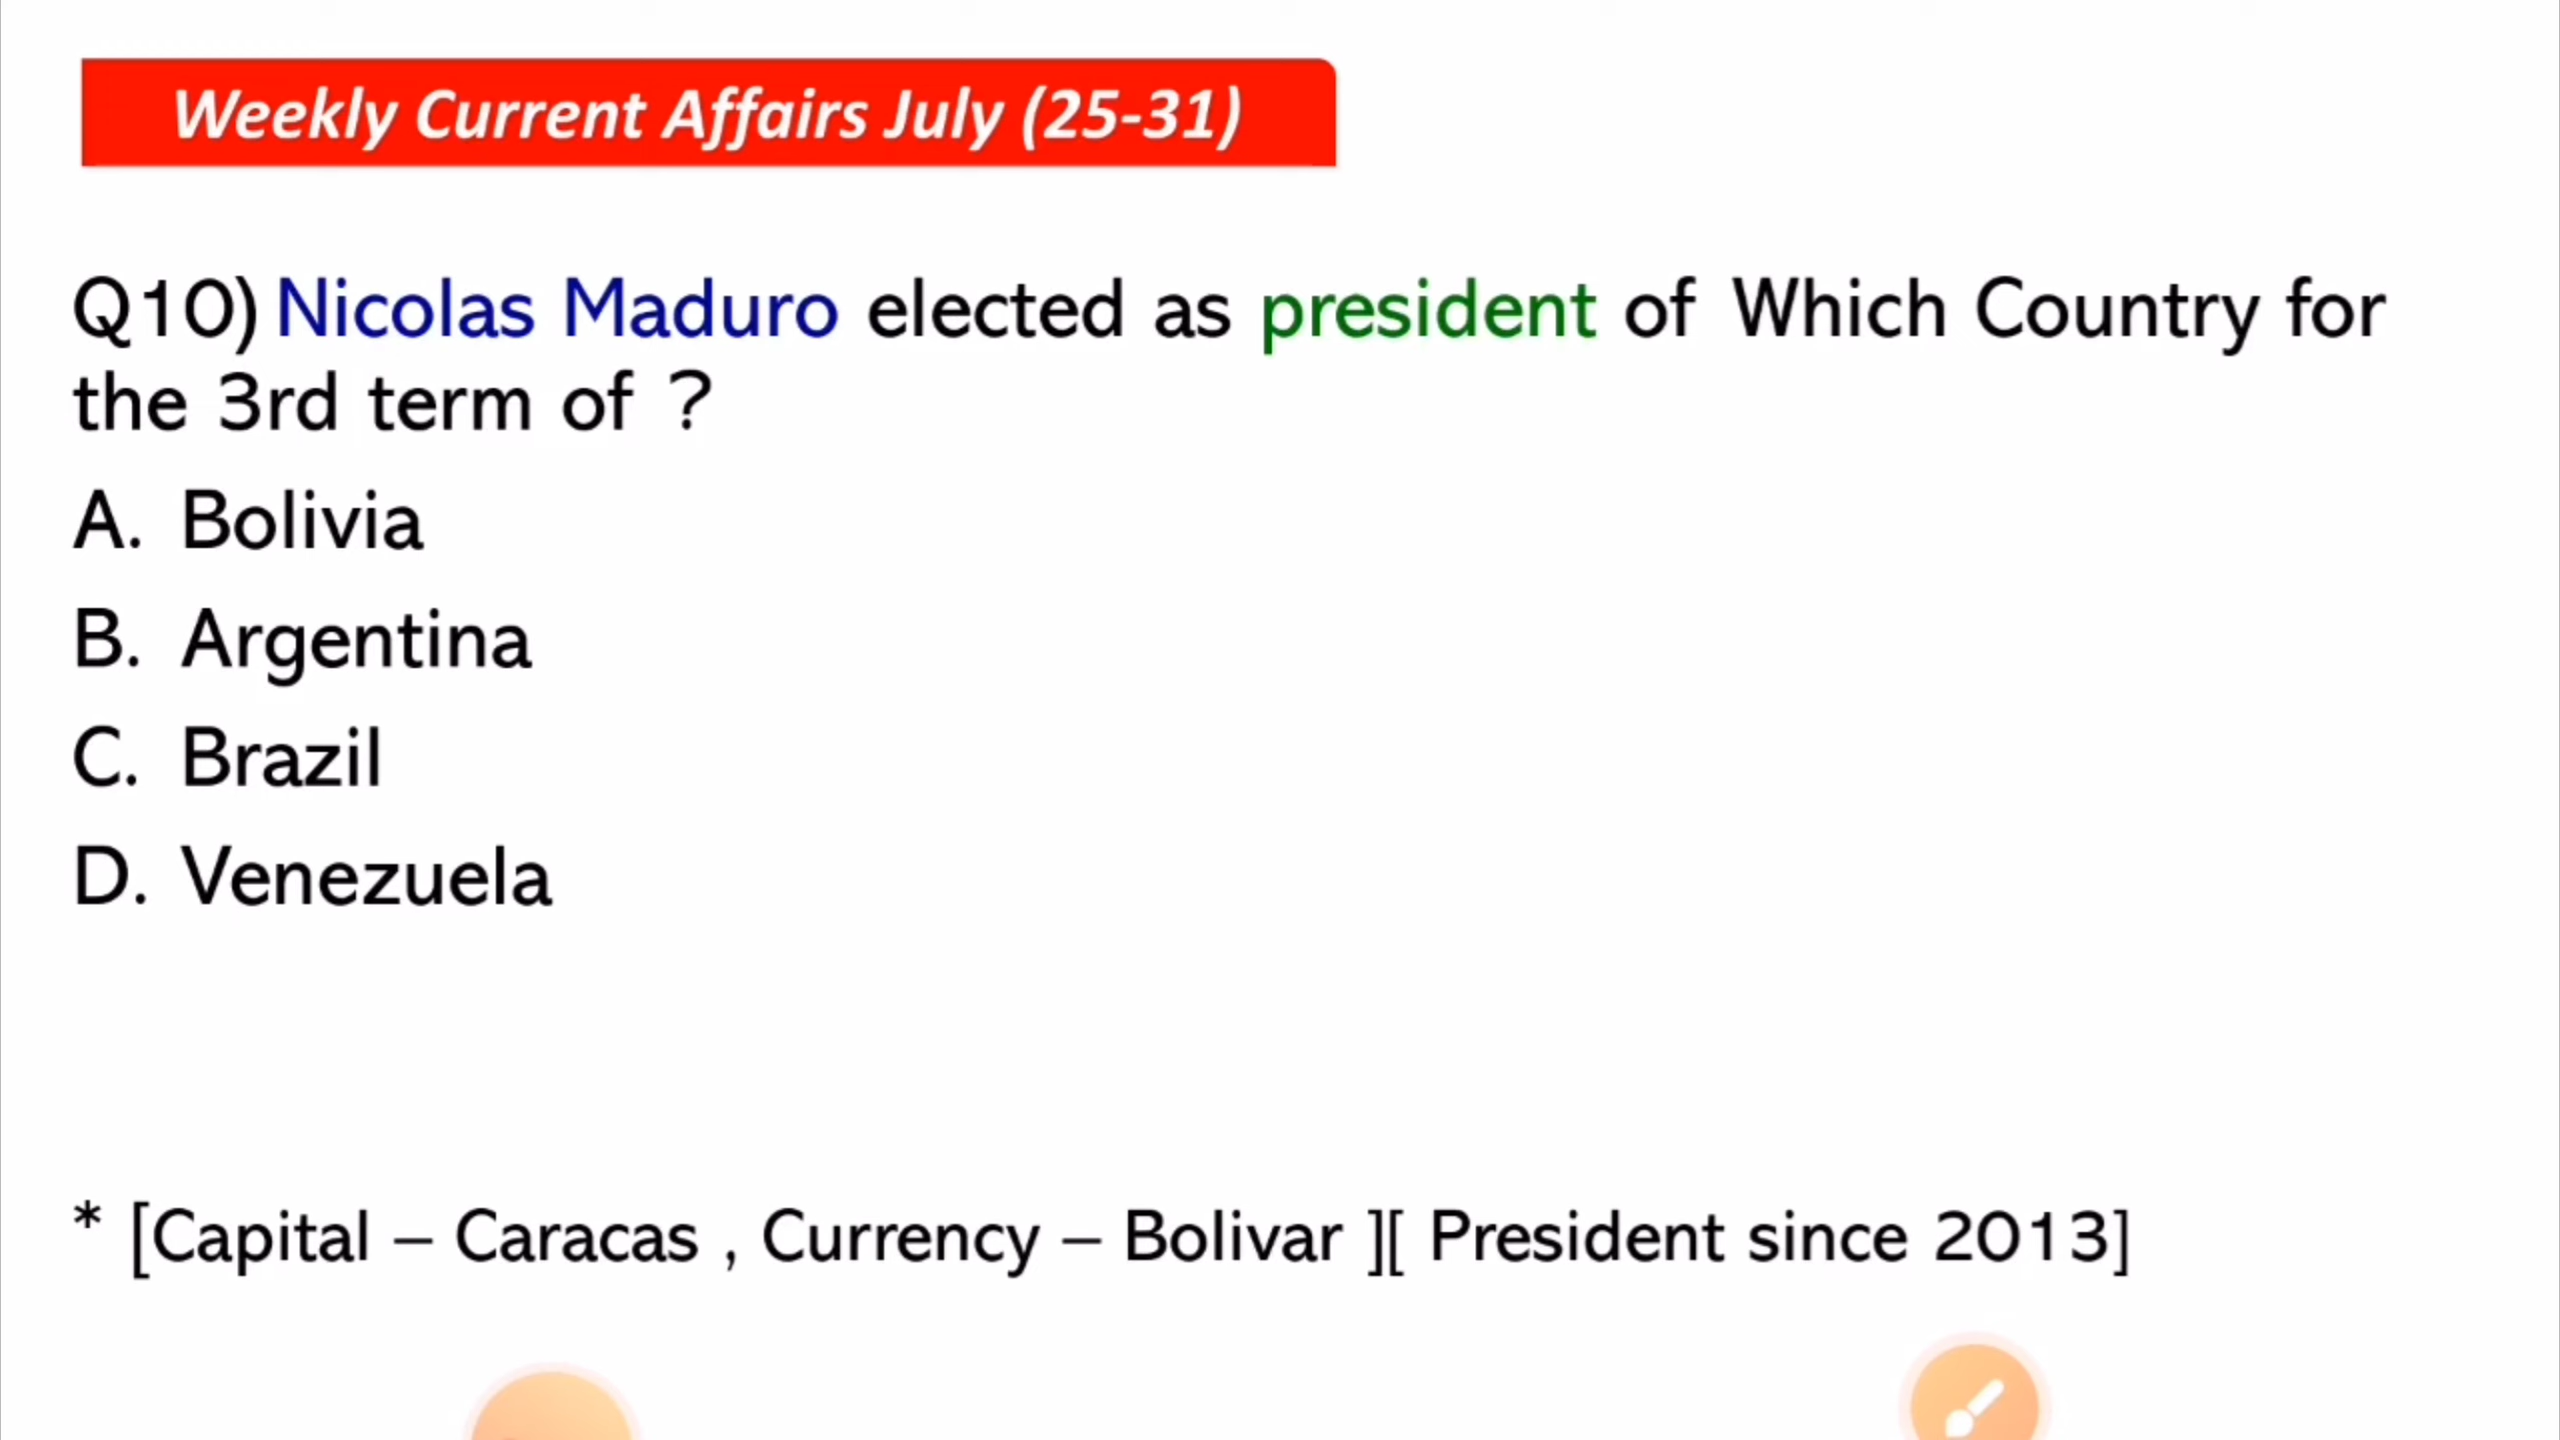 Weekly Current Affairs July (25-31)
Q10) Nicolas Maduro elected as president of Which Country for
the 3rd term of ?
A. Bolivia
B. Argentina
C. Brazil
D. Venezuela
* [Capital – Caracas , Currency – Bolivar ][ President since 2013]